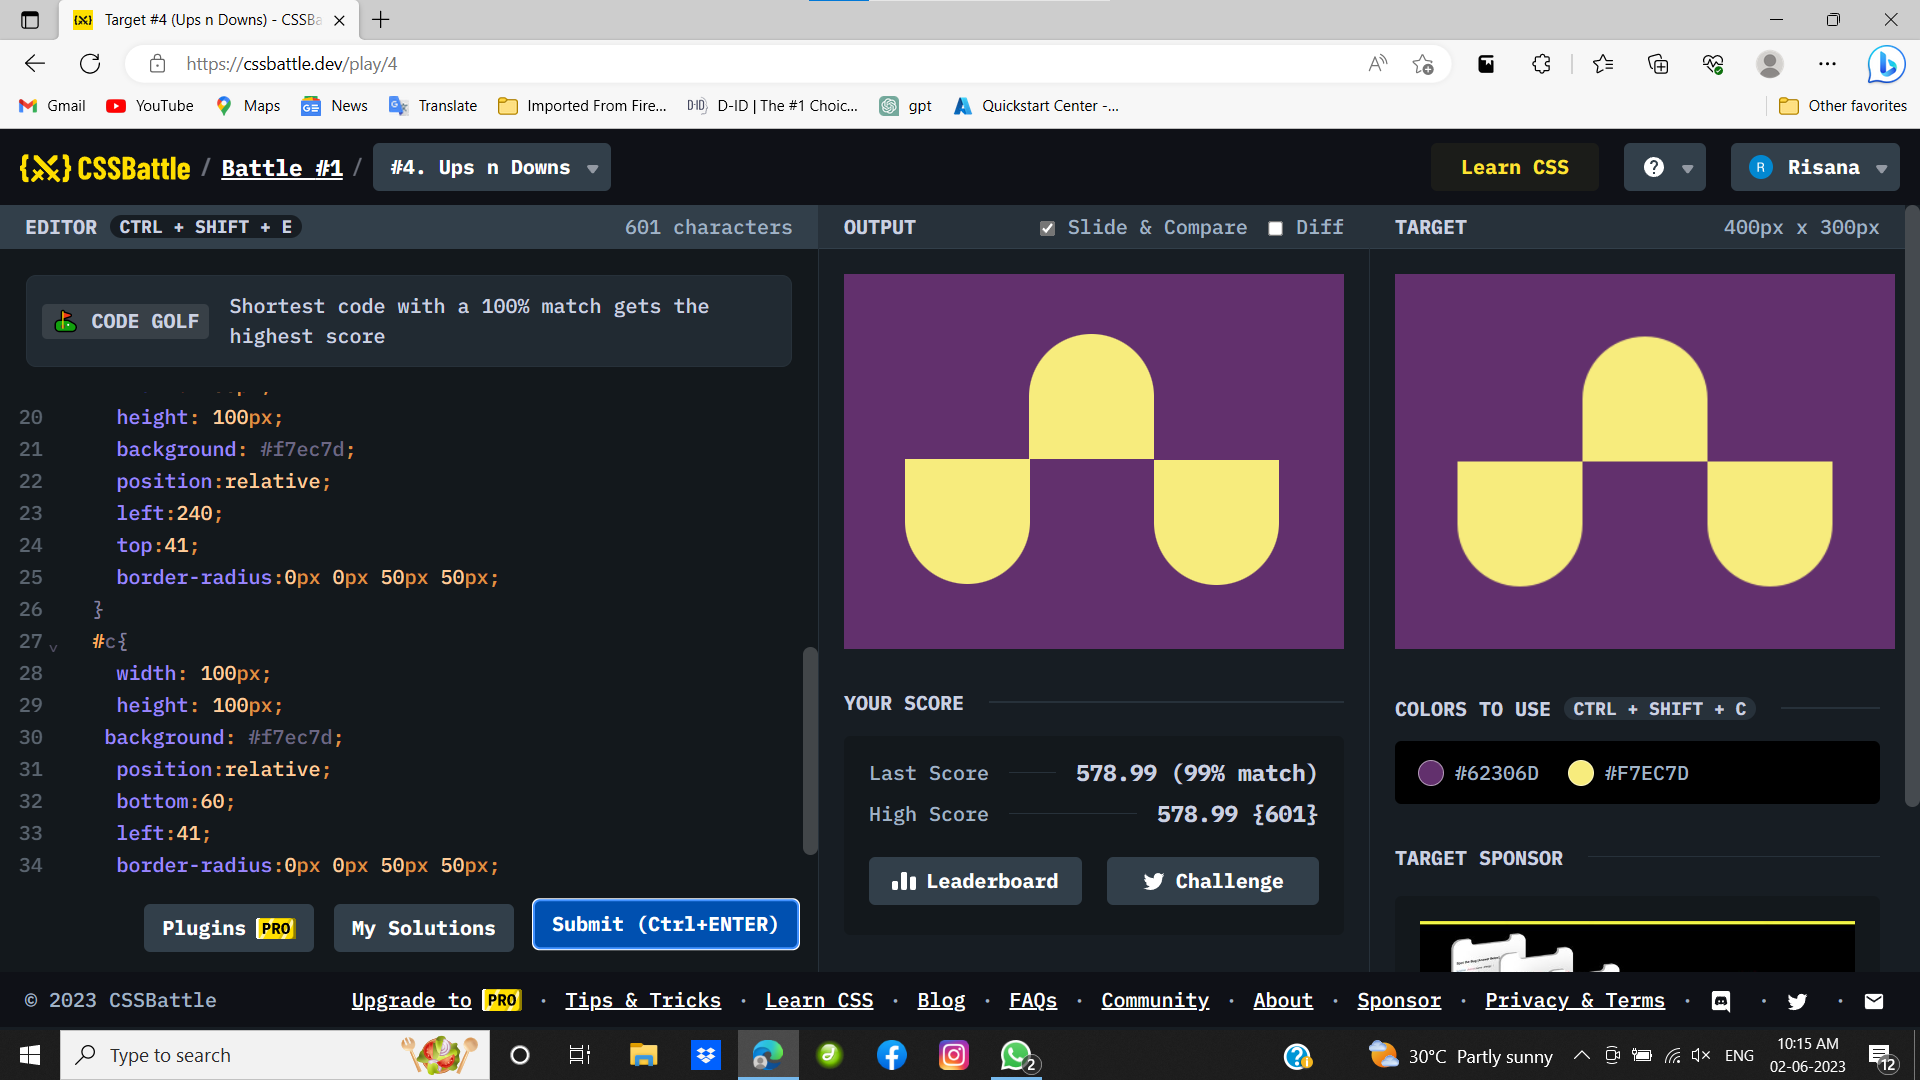 Target #4 (Ups n Downs) - CSSBa
https://cssbattle.dev/play/4
Gmail
YouTube
Maps
News
Translate
Imported From Fire...
D-ID | The #1 Choic...
gpt
Quickstart Center -...
Other favorites
{X} CSSBattle / Battle #1 / #4. Ups n Downs
Learn CSS
?
R Risana
EDITOR CTRL + SHIFT + E 601 characters
OUTPUT Slide & Compare Diff
TARGET 400px x 300px
CODE GOLF
Shortest code with a 100% match gets the
highest score
20 height: 100px;
21 background: #f7ec7d;
22 position:relative;
23 left:240;
24 top:41;
25 border-radius:0px 0px 50px 50px;
26 }
27 #c{
28 width: 100px;
29 height: 100px;
30 background: #f7ec7d;
31 position:relative;
32 bottom:60;
33 left:41;
34 border-radius:0px 0px 50px 50px;
Plugins PRO
My Solutions
Submit (Ctrl+ENTER)
YOUR SCORE
Last Score 578.99 (99% match)
High Score 578.99 {601}
Leaderboard
Challenge
COLORS TO USE CTRL + SHIFT + C
#62306D #F7EC7D
TARGET SPONSOR
© 2023 CSSBattle
Upgrade to PRO · Tips & Tricks · Learn CSS · Blog · FAQs · Community · About · Sponsor · Privacy & Terms
Type to search
2
30°C Partly sunny
ENG
10:15 AM
02-06-2023
12